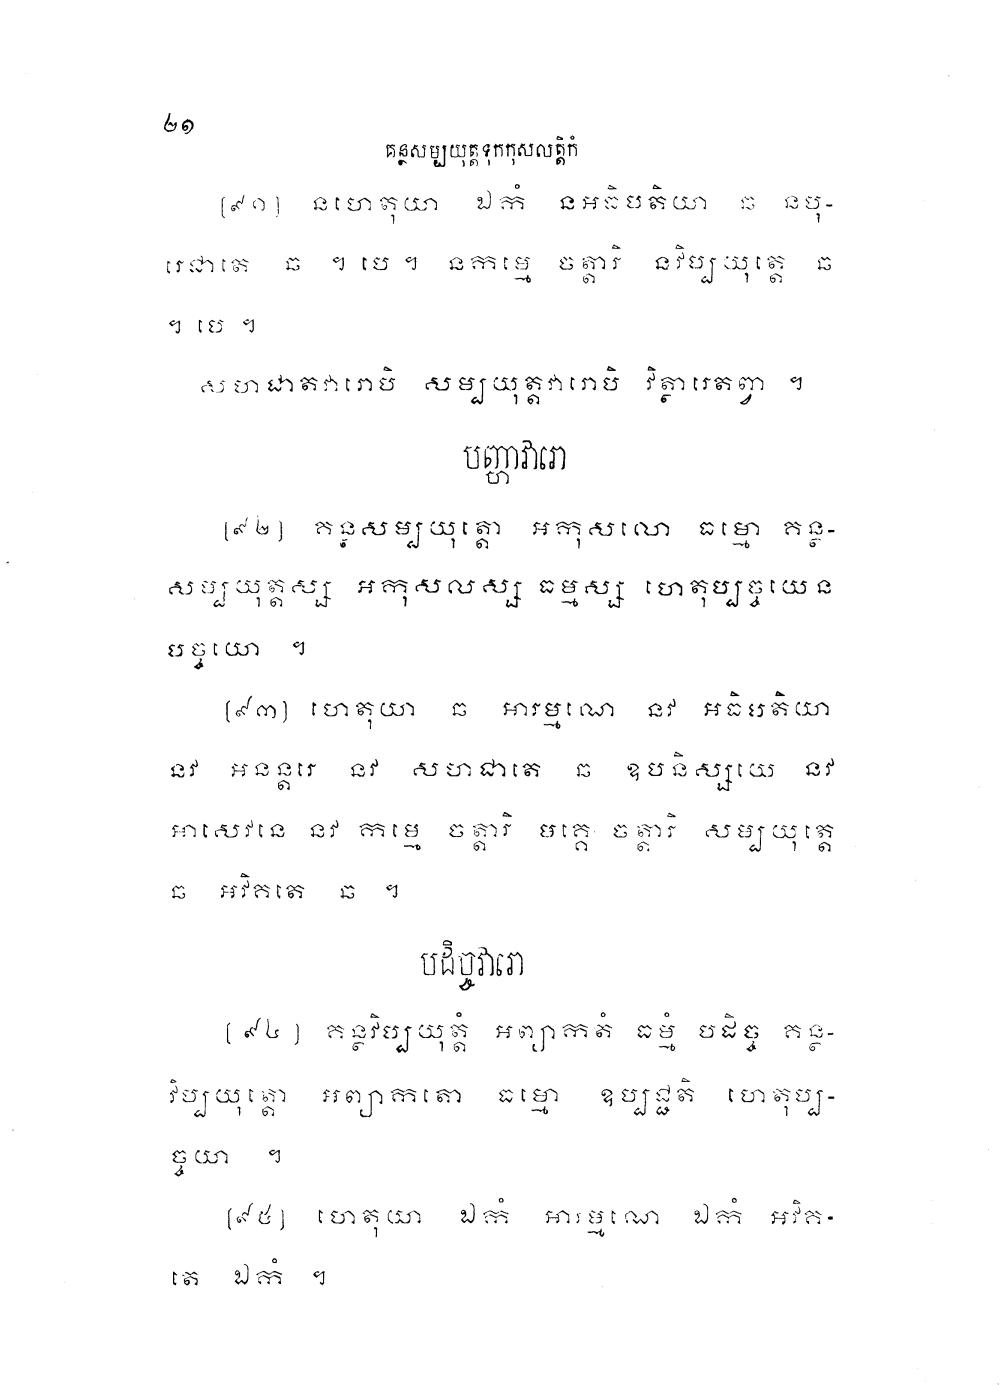 ២១
គន្ថសម្បយុត្តទុកកុសលត្តិកំ
[៩១] នហេតុយា ឯកំ នអធិបតិយា ឆ នបុ-
រេជាតេ ឆ ។ បេ ។ នកម្មេ ចត្តារិ នវិប្បយុត្តេ ឆ
។ បេ ។
សហជាតវារោបិ សម្បយុត្តវារោបិ វិត្ថារេតព្វា ។
បញ្ហាវារោ
[៩២] គន្ថសម្បយុត្តោ អកុសលោ ធម្មោ គន្ថ-
សម្បយុត្តស្ស អកុសលស្ស ធម្មស្ស ហេតុប្បច្ចយេន
បច្ចយោ ។
[៩៣] ហេតុយា ឆ អារម្មណេ នវ អធិបតិយា
នវ អនន្តរេ នវ សហជាតេ ឆ ឧបនិស្សយេ នវ
អាសេវនេ នវ កម្មេ ចត្តារិ មគ្គេ ចត្តារិ សម្បយុត្តេ
ឆ អវិគតេ ឆ ។
បដិច្ចវារោ
[៩៤] គន្ថវិប្បយុត្តំ អព្យាកតំ ធម្មំ បដិច្ច គន្ថ-
វិប្បយុត្តោ អព្យាកតោ ធម្មោ ឧប្បជ្ជតិ ហេតុប្ប-
ច្ចយា ។
[៩៥] ហេតុយា ឯកំ អារម្មណេ ឯកំ អវិគ-
តេ ឯកំ ។